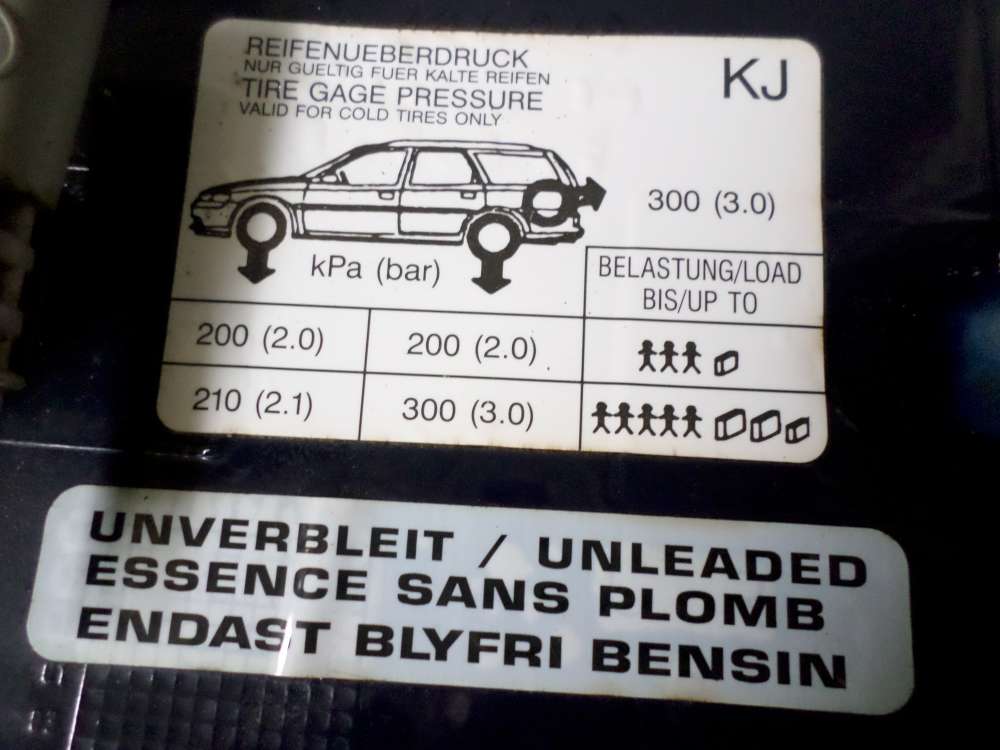 REIFENUEBERDRUCK
NUR GUELTIG FUER KALTE REIFEN
TIRE GAGE PRESSURE
VALID FOR COLD TIRES ONLY
KJ
300 (3.0)
kPa (bar)
BELASTUNG/LOAD
BIS/UP TO
200 (2.0) 200 (2.0)
210 (2.1) 300 (3.0)
UNVERBLEIT / UNLEADED
ESSENCE SANS PLOMB
ENDAST BLYFRI BENSIN